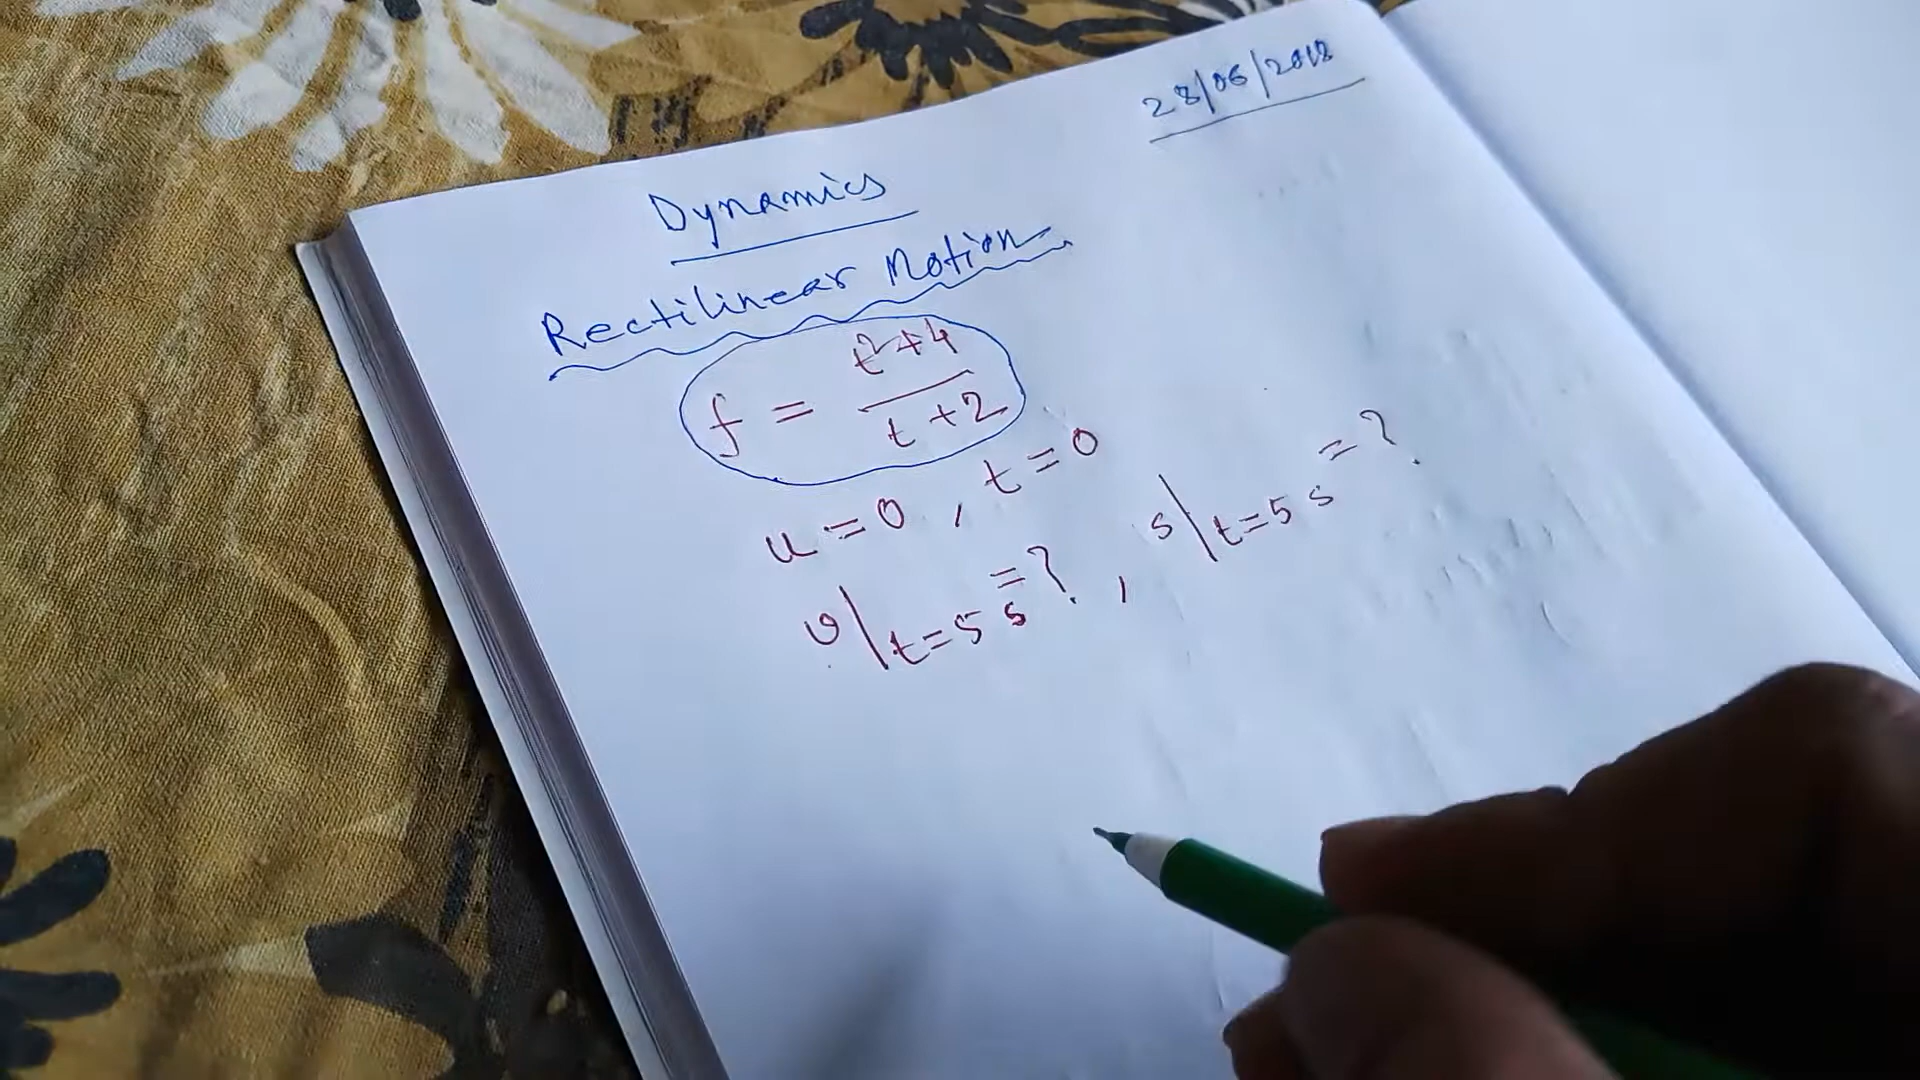 28/06/2018
Dynamics
Rectilinear Motion
f = t²+4 / t+2
u = 0 , t = 0
v|t=5 s = ? , s|t=5 s = ?